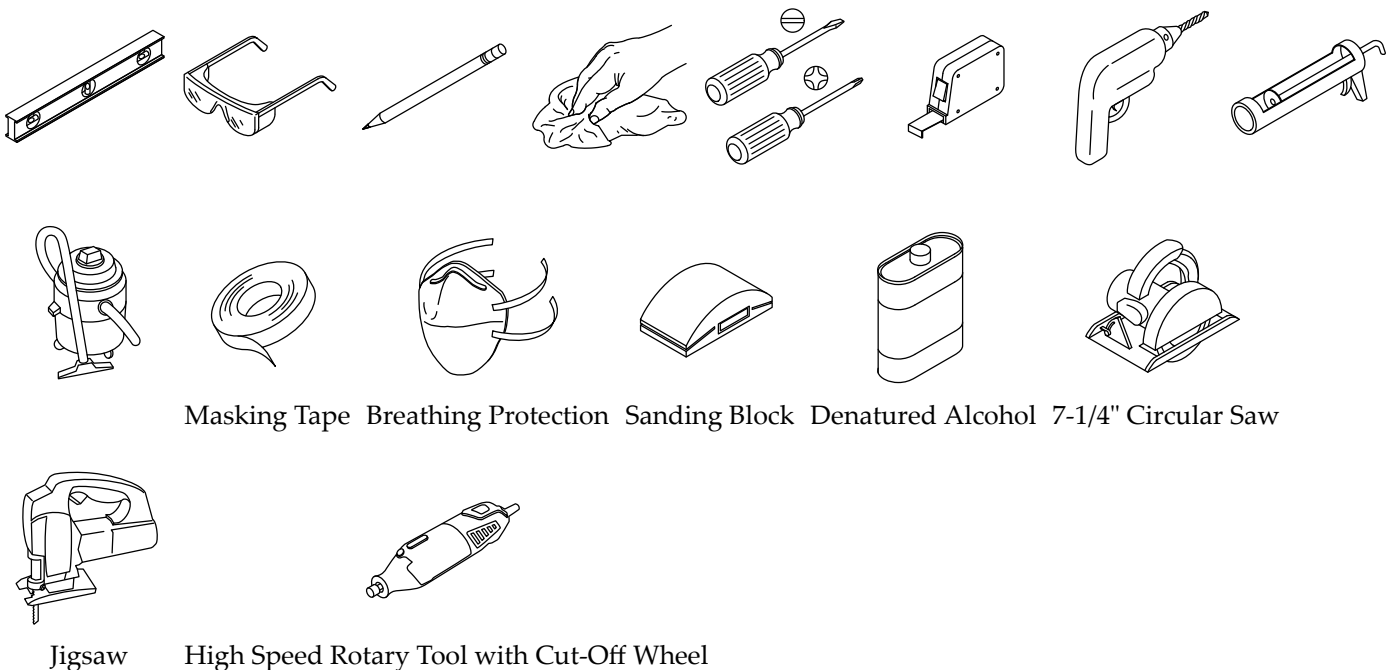 Masking Tape Breathing Protection Sanding Block Denatured Alcohol 7-1/4" Circular Saw
Jigsaw High Speed Rotary Tool with Cut-Off Wheel